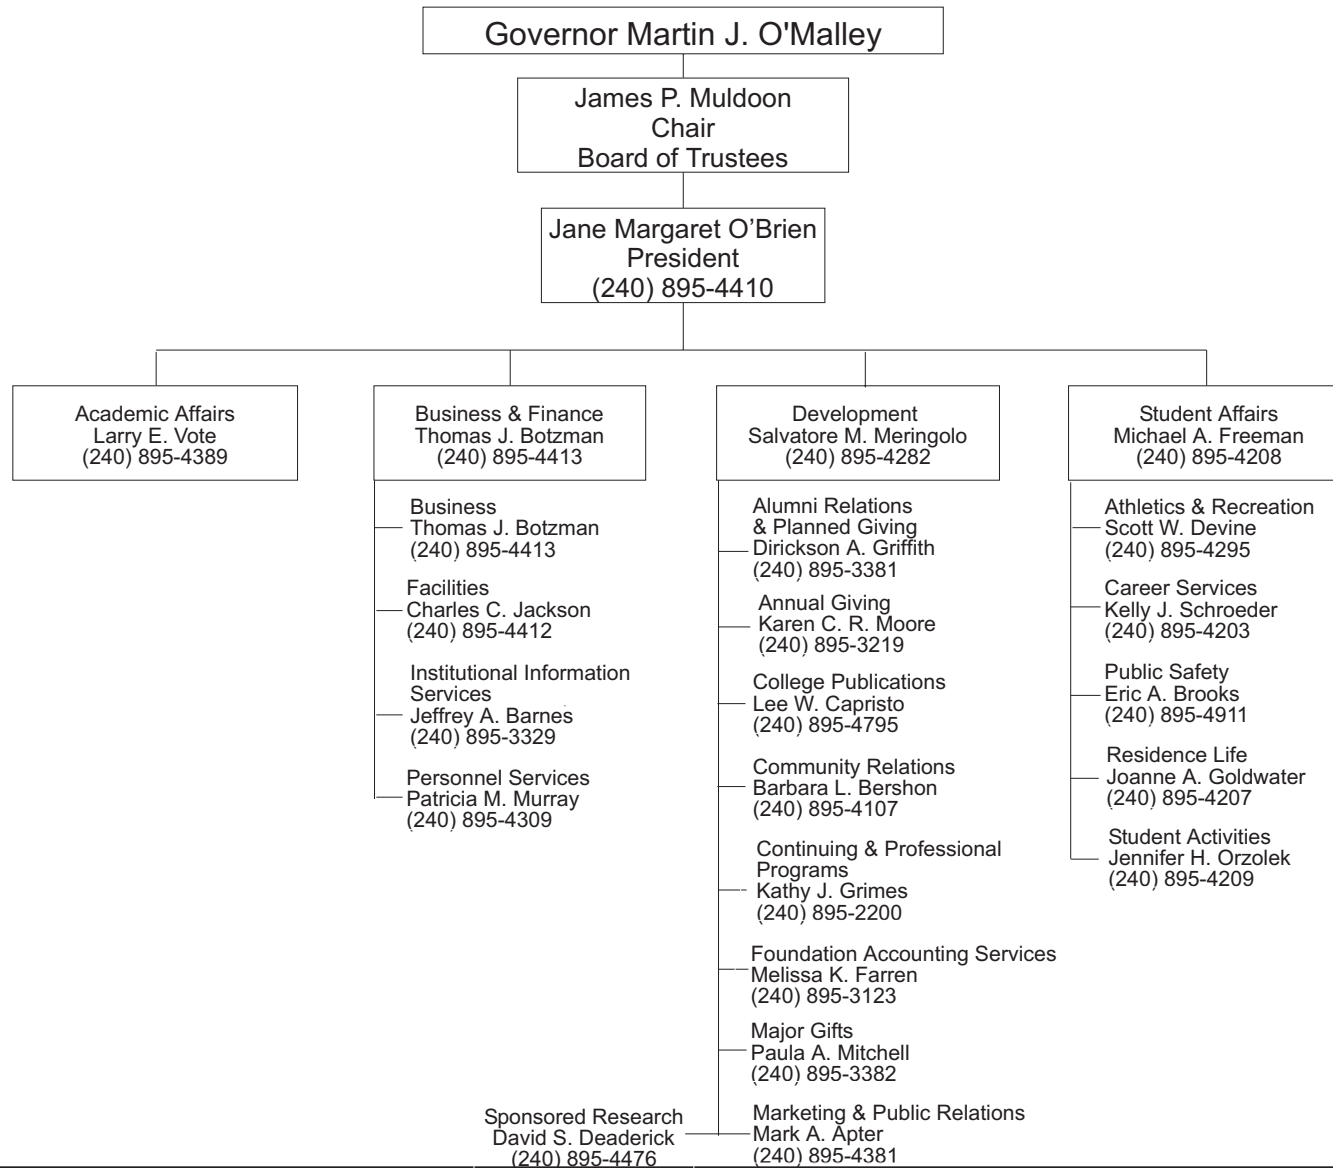 Governor Martin J. O'Malley
James P. Muldoon
Chair
Board of Trustees
Jane Margaret O’Brien
President
(240) 895-4410
Academic Affairs
Larry E. Vote
(240) 895-4389
Business & Finance
Thomas J. Botzman
(240) 895-4413
Business
Thomas J. Botzman
(240) 895-4413
Facilities
Charles C. Jackson
(240) 895-4412
Institutional Information
Services
Jeffrey A. Barnes
(240) 895-3329
Personnel Services
Patricia M. Murray
(240) 895-4309
Development
Salvatore M. Meringolo
(240) 895-4282
Alumni Relations
& Planned Giving
Dirickson A. Griffith
(240) 895-3381
Annual Giving
Karen C. R. Moore
(240) 895-3219
College Publications
Lee W. Capristo
(240) 895-4795
Community Relations
Barbara L. Bershon
(240) 895-4107
Continuing & Professional
Programs
Kathy J. Grimes
(240) 895-2200
Foundation Accounting Services
Melissa K. Farren
(240) 895-3123
Major Gifts
Paula A. Mitchell
(240) 895-3382
Sponsored Research
David S. Deaderick
(240) 895-4476
Marketing & Public Relations
Mark A. Apter
(240) 895-4381
Student Affairs
Michael A. Freeman
(240) 895-4208
Athletics & Recreation
Scott W. Devine
(240) 895-4295
Career Services
Kelly J. Schroeder
(240) 895-4203
Public Safety
Eric A. Brooks
(240) 895-4911
Residence Life
Joanne A. Goldwater
(240) 895-4207
Student Activities
Jennifer H. Orzolek
(240) 895-4209